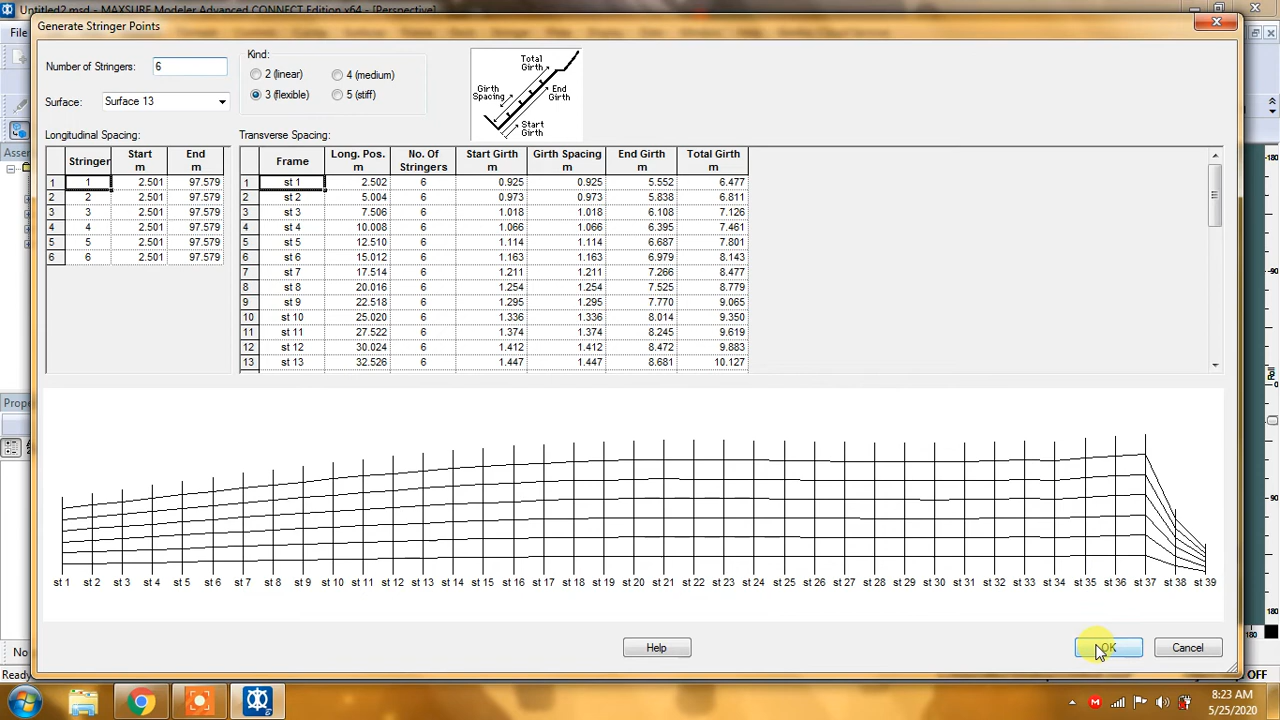 Untitled2.msd - MAXSURF Modeler Advanced CONNECT Edition x64 - [Perspective]
Generate Stringer Points
File
Number of Stringers: 6
Kind:
2 (linear) 4 (medium)
3 (flexible) 5 (stiff)
Surface: Surface 13
Total Girth
Girth Spacing
End Girth
Start Girth
Longitudinal Spacing:
Transverse Spacing:
Stringer Start m End m
1 1 2.501 97.579
2 2 2.501 97.579
3 3 2.501 97.579
4 4 2.501 97.579
5 5 2.501 97.579
6 6 2.501 97.579
Frame Long. Pos. m No. Of Stringers Start Girth m Girth Spacing m End Girth m Total Girth m
1 st 1 2.502 6 0.925 0.925 5.552 6.477
2 st 2 5.004 6 0.973 0.973 5.838 6.811
3 st 3 7.506 6 1.018 1.018 6.108 7.126
4 st 4 10.008 6 1.066 1.066 6.395 7.461
5 st 5 12.510 6 1.114 1.114 6.687 7.801
6 st 6 15.012 6 1.163 1.163 6.979 8.143
7 st 7 17.514 6 1.211 1.211 7.266 8.477
8 st 8 20.016 6 1.254 1.254 7.525 8.779
9 st 9 22.518 6 1.295 1.295 7.770 9.065
10 st 10 25.020 6 1.336 1.336 8.014 9.350
11 st 11 27.522 6 1.374 1.374 8.245 9.619
12 st 12 30.024 6 1.412 1.412 8.472 9.883
13 st 13 32.526 6 1.447 1.447 8.681 10.127
Asse
Prope
180
Roll
0
90
180
180
st 1 st 2 st 3 st 4 st 5 st 6 st 7 st 8 st 9 st 10 st 11 st 12 st 13 st 14 st 15 st 16 st 17 st 18 st 19 st 20 st 21 st 22 st 23 st 24 st 25 st 26 st 27 st 28 st 29 st 30 st 31 st 32 st 33 st 34 st 35 st 36 st 37 st 38 st 39
Help OK Cancel
No
Ready OFF
8:23 AM
5/25/2020